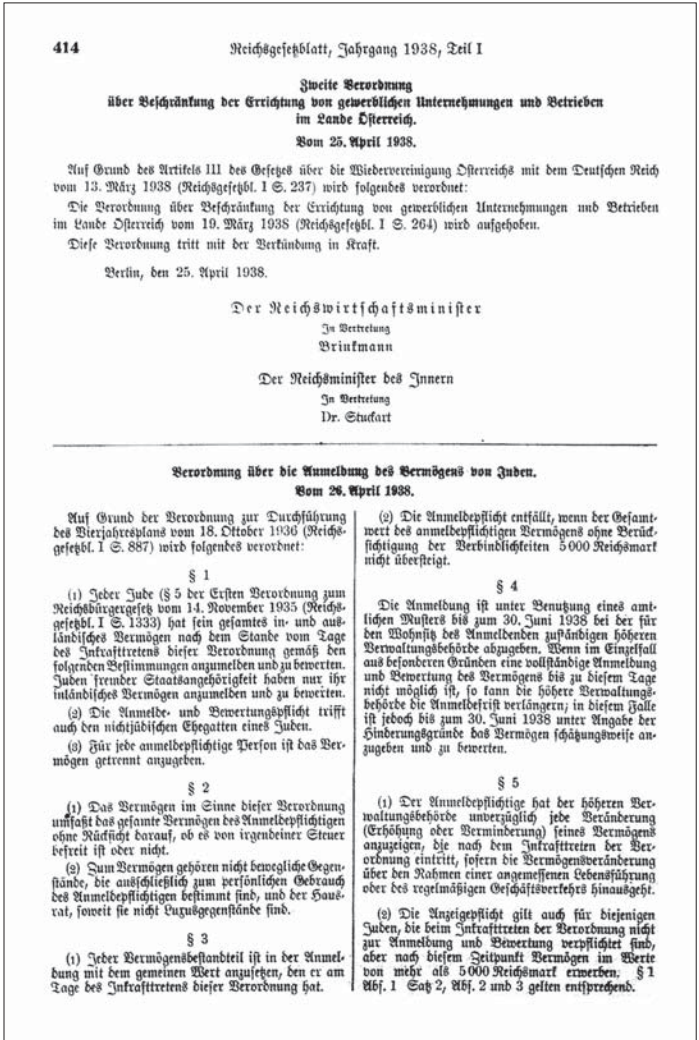 414
Reichsgesetzblatt, Jahrgang 1938, Teil I
Zweite Verordnung
über Beschränkung der Errichtung von gewerblichen Unternehmungen und Betrieben
im Lande Österreich.
Vom 25. April 1938.
Auf Grund des Artikels III des Gesetzes über die Wiedervereinigung Österreichs mit dem Deutschen Reich
vom 13. März 1938 (Reichsgesetzbl. I S. 237) wird folgendes verordnet:
Die Verordnung über Beschränkung der Errichtung von gewerblichen Unternehmungen und Betrieben
im Lande Österreich vom 19. März 1938 (Reichsgesetzbl. I S. 264) wird aufgehoben.
Diese Verordnung tritt mit der Verkündung in Kraft.
Berlin, den 25. April 1938.
Der Reichswirtschaftsminister
In Vertretung
Brinkmann
Der Reichsminister des Innern
In Vertretung
Dr. Stuckart
Verordnung über die Anmeldung des Vermögens von Juden.
Vom 26. April 1938.
Auf Grund der Verordnung zur Durchführung
des Vierjahresplans vom 18. Oktober 1936 (Reichs-
gesetzbl. I S. 887) wird folgendes verordnet:
§ 1
(1) Jeder Jude (§ 5 der Ersten Verordnung zum
Reichsbürgergesetz vom 14. November 1935 (Reichs-
gesetzbl. I S. 1333) hat sein gesamtes in- und aus-
ländisches Vermögen nach dem Stande vom Tage
des Inkrafttretens dieser Verordnung gemäß den
folgenden Bestimmungen anzumelden und zu bewerten.
Juden fremder Staatsangehörigkeit haben nur ihr
inländisches Vermögen anzumelden und zu bewerten.
(2) Die Anmelde- und Bewertungspflicht trifft
auch den nichtjüdischen Ehegatten eines Juden.
(3) Für jede anmeldepflichtige Person ist das Ver-
mögen getrennt anzugeben.
§ 2
(1) Das Vermögen im Sinne dieser Verordnung
umfaßt das gesamte Vermögen des Anmeldepflichtigen
ohne Rücksicht darauf, ob es von irgendeiner Steuer
befreit ist oder nicht.
(2) Zum Vermögen gehören nicht bewegliche Gegen-
stände, die ausschließlich zum persönlichen Gebrauch
des Anmeldepflichtigen bestimmt sind, und der Haus-
rat, soweit sie nicht Luxusgegenstände sind.
§ 3
(1) Jeder Vermögensbestandteil ist in der Anmel-
dung mit dem gemeinen Wert anzusetzen, den er am
Tage des Inkrafttretens dieser Verordnung hat.
(2) Die Anmeldepflicht entfällt, wenn der Gesamt-
wert des anmeldepflichtigen Vermögens ohne Berück-
sichtigung der Verbindlichkeiten 5 000 Reichsmark
nicht übersteigt.
§ 4
Die Anmeldung ist unter Benutzung eines amt-
lichen Musters bis zum 30. Juni 1938 bei der für
den Wohnsitz des Anmeldenden zuständigen höheren
Verwaltungsbehörde abzugeben. Wenn im Einzelfall
aus besonderen Gründen eine vollständige Anmeldung
und Bewertung des Vermögens bis zu diesem Tage
nicht möglich ist, so kann die höhere Verwaltungs-
behörde die Anmeldefrist verlängern; in diesem Falle
ist jedoch bis zum 30. Juni 1938 unter Angabe der
Hinderungsgründe das Vermögen schätzungsweise an-
zugeben und zu bewerten.
§ 5
(1) Der Anmeldepflichtige hat der höheren Ver-
waltungsbehörde unverzüglich jede Veränderung
(Erhöhung oder Verminderung) seines Vermögens
anzuzeigen, die nach dem Inkrafttreten der Ver-
ordnung eintritt, sofern die Vermögensveränderung
über den Rahmen einer angemessenen Lebensführung
oder des regelmäßigen Geschäftsverkehrs hinausgeht.
(2) Die Anzeigepflicht gilt auch für diejenigen
Juden, die beim Inkrafttreten der Verordnung nicht
zur Anmeldung und Bewertung verpflichtet sind,
aber nach diesem Zeitpunkt Vermögen im Werte
von mehr als 5 000 Reichsmark erwerben. § 1
Abs. 1 Satz 2, Abs. 2 und 3 gelten entsprechend.